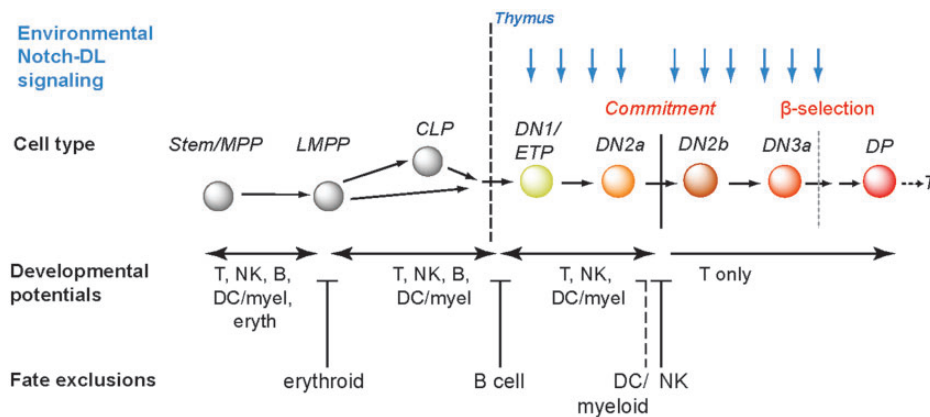 Environmental
Notch-DL
signaling
Thymus
Commitment
β-selection
Cell type
Stem/MPP
LMPP
CLP
DN1/
ETP
DN2a
DN2b
DN3a
DP
T
Developmental
potentials
T, NK, B,
DC/myel,
eryth
T, NK, B,
DC/myel
T, NK,
DC/myel
T only
Fate exclusions
erythroid
B cell
DC/
myeloid
NK